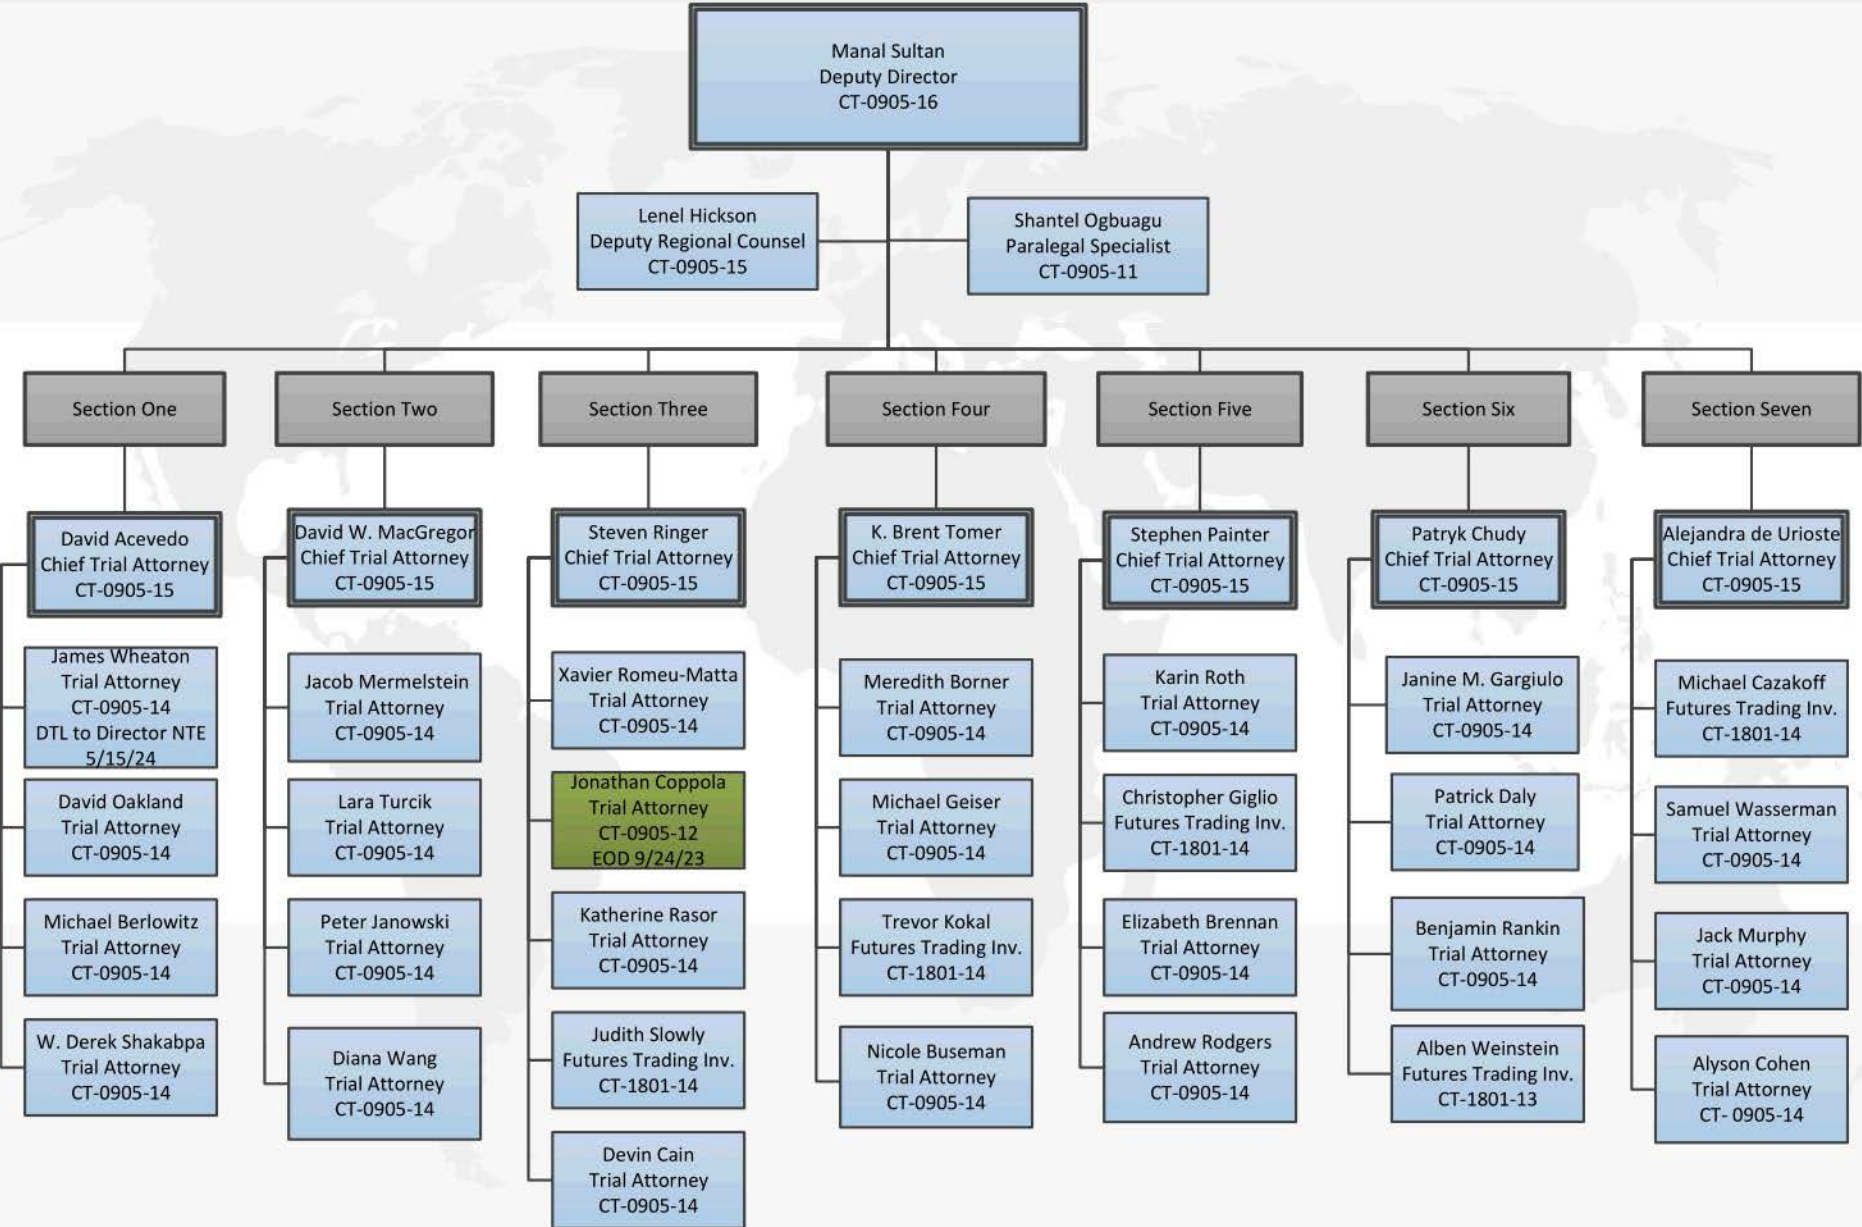 Manal Sultan
Deputy Director
CT-0905-16
Lenel Hickson
Deputy Regional Counsel
CT-0905-15
Shantel Ogbuagu
Paralegal Specialist
CT-0905-11
Section One
Section Two
Section Three
Section Four
Section Five
Section Six
Section Seven
David Acevedo
Chief Trial Attorney
CT-0905-15
James Wheaton
Trial Attorney
CT-0905-14
DTL to Director NTE
5/15/24
David Oakland
Trial Attorney
CT-0905-14
Michael Berlowitz
Trial Attorney
CT-0905-14
W. Derek Shakabpa
Trial Attorney
CT-0905-14
David W. MacGregor
Chief Trial Attorney
CT-0905-15
Jacob Mermelstein
Trial Attorney
CT-0905-14
Lara Turcik
Trial Attorney
CT-0905-14
Peter Janowski
Trial Attorney
CT-0905-14
Diana Wang
Trial Attorney
CT-0905-14
Steven Ringer
Chief Trial Attorney
CT-0905-15
Xavier Romeu-Matta
Trial Attorney
CT-0905-14
Jonathan Coppola
Trial Attorney
CT-0905-12
EOD 9/24/23
Katherine Rasor
Trial Attorney
CT-0905-14
Judith Slowly
Futures Trading Inv.
CT-1801-14
Devin Cain
Trial Attorney
CT-0905-14
K. Brent Tomer
Chief Trial Attorney
CT-0905-15
Meredith Borner
Trial Attorney
CT-0905-14
Michael Geiser
Trial Attorney
CT-0905-14
Trevor Kokal
Futures Trading Inv.
CT-1801-14
Nicole Buseman
Trial Attorney
CT-0905-14
Stephen Painter
Chief Trial Attorney
CT-0905-15
Karin Roth
Trial Attorney
CT-0905-14
Christopher Giglio
Futures Trading Inv.
CT-1801-14
Elizabeth Brennan
Trial Attorney
CT-0905-14
Andrew Rodgers
Trial Attorney
CT-0905-14
Patryk Chudy
Chief Trial Attorney
CT-0905-15
Janine M. Gargiulo
Trial Attorney
CT-0905-14
Patrick Daly
Trial Attorney
CT-0905-14
Benjamin Rankin
Trial Attorney
CT-0905-14
Alben Weinstein
Futures Trading Inv.
CT-1801-13
Alejandra de Urioste
Chief Trial Attorney
CT-0905-15
Michael Cazakoff
Futures Trading Inv.
CT-1801-14
Samuel Wasserman
Trial Attorney
CT-0905-14
Jack Murphy
Trial Attorney
CT-0905-14
Alyson Cohen
Trial Attorney
CT- 0905-14